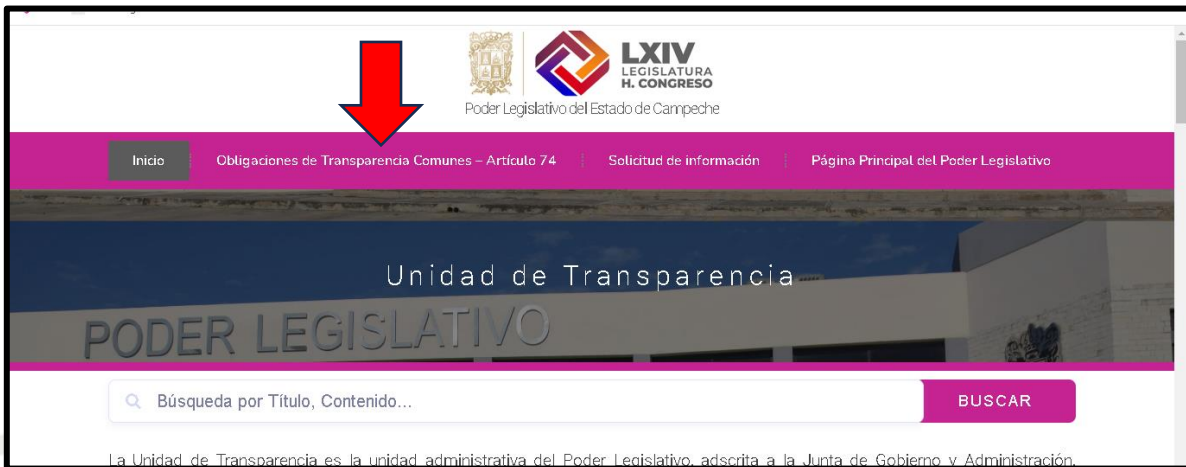 LXIV
LEGISLATURA
H. CONGRESO
Poder Legislativo del Estado de Campeche
Inicio
Obligaciones de Transparencia Comunes – Artículo 74
Solicitud de información
Página Principal del Poder Legislativo
Unidad de Transparencia
PODER LEGISLATIVO
Búsqueda por Título, Contenido...
BUSCAR
La Unidad de Transparencia es la unidad administrativa del Poder Legislativo, adscrita a la Junta de Gobierno y Administración,